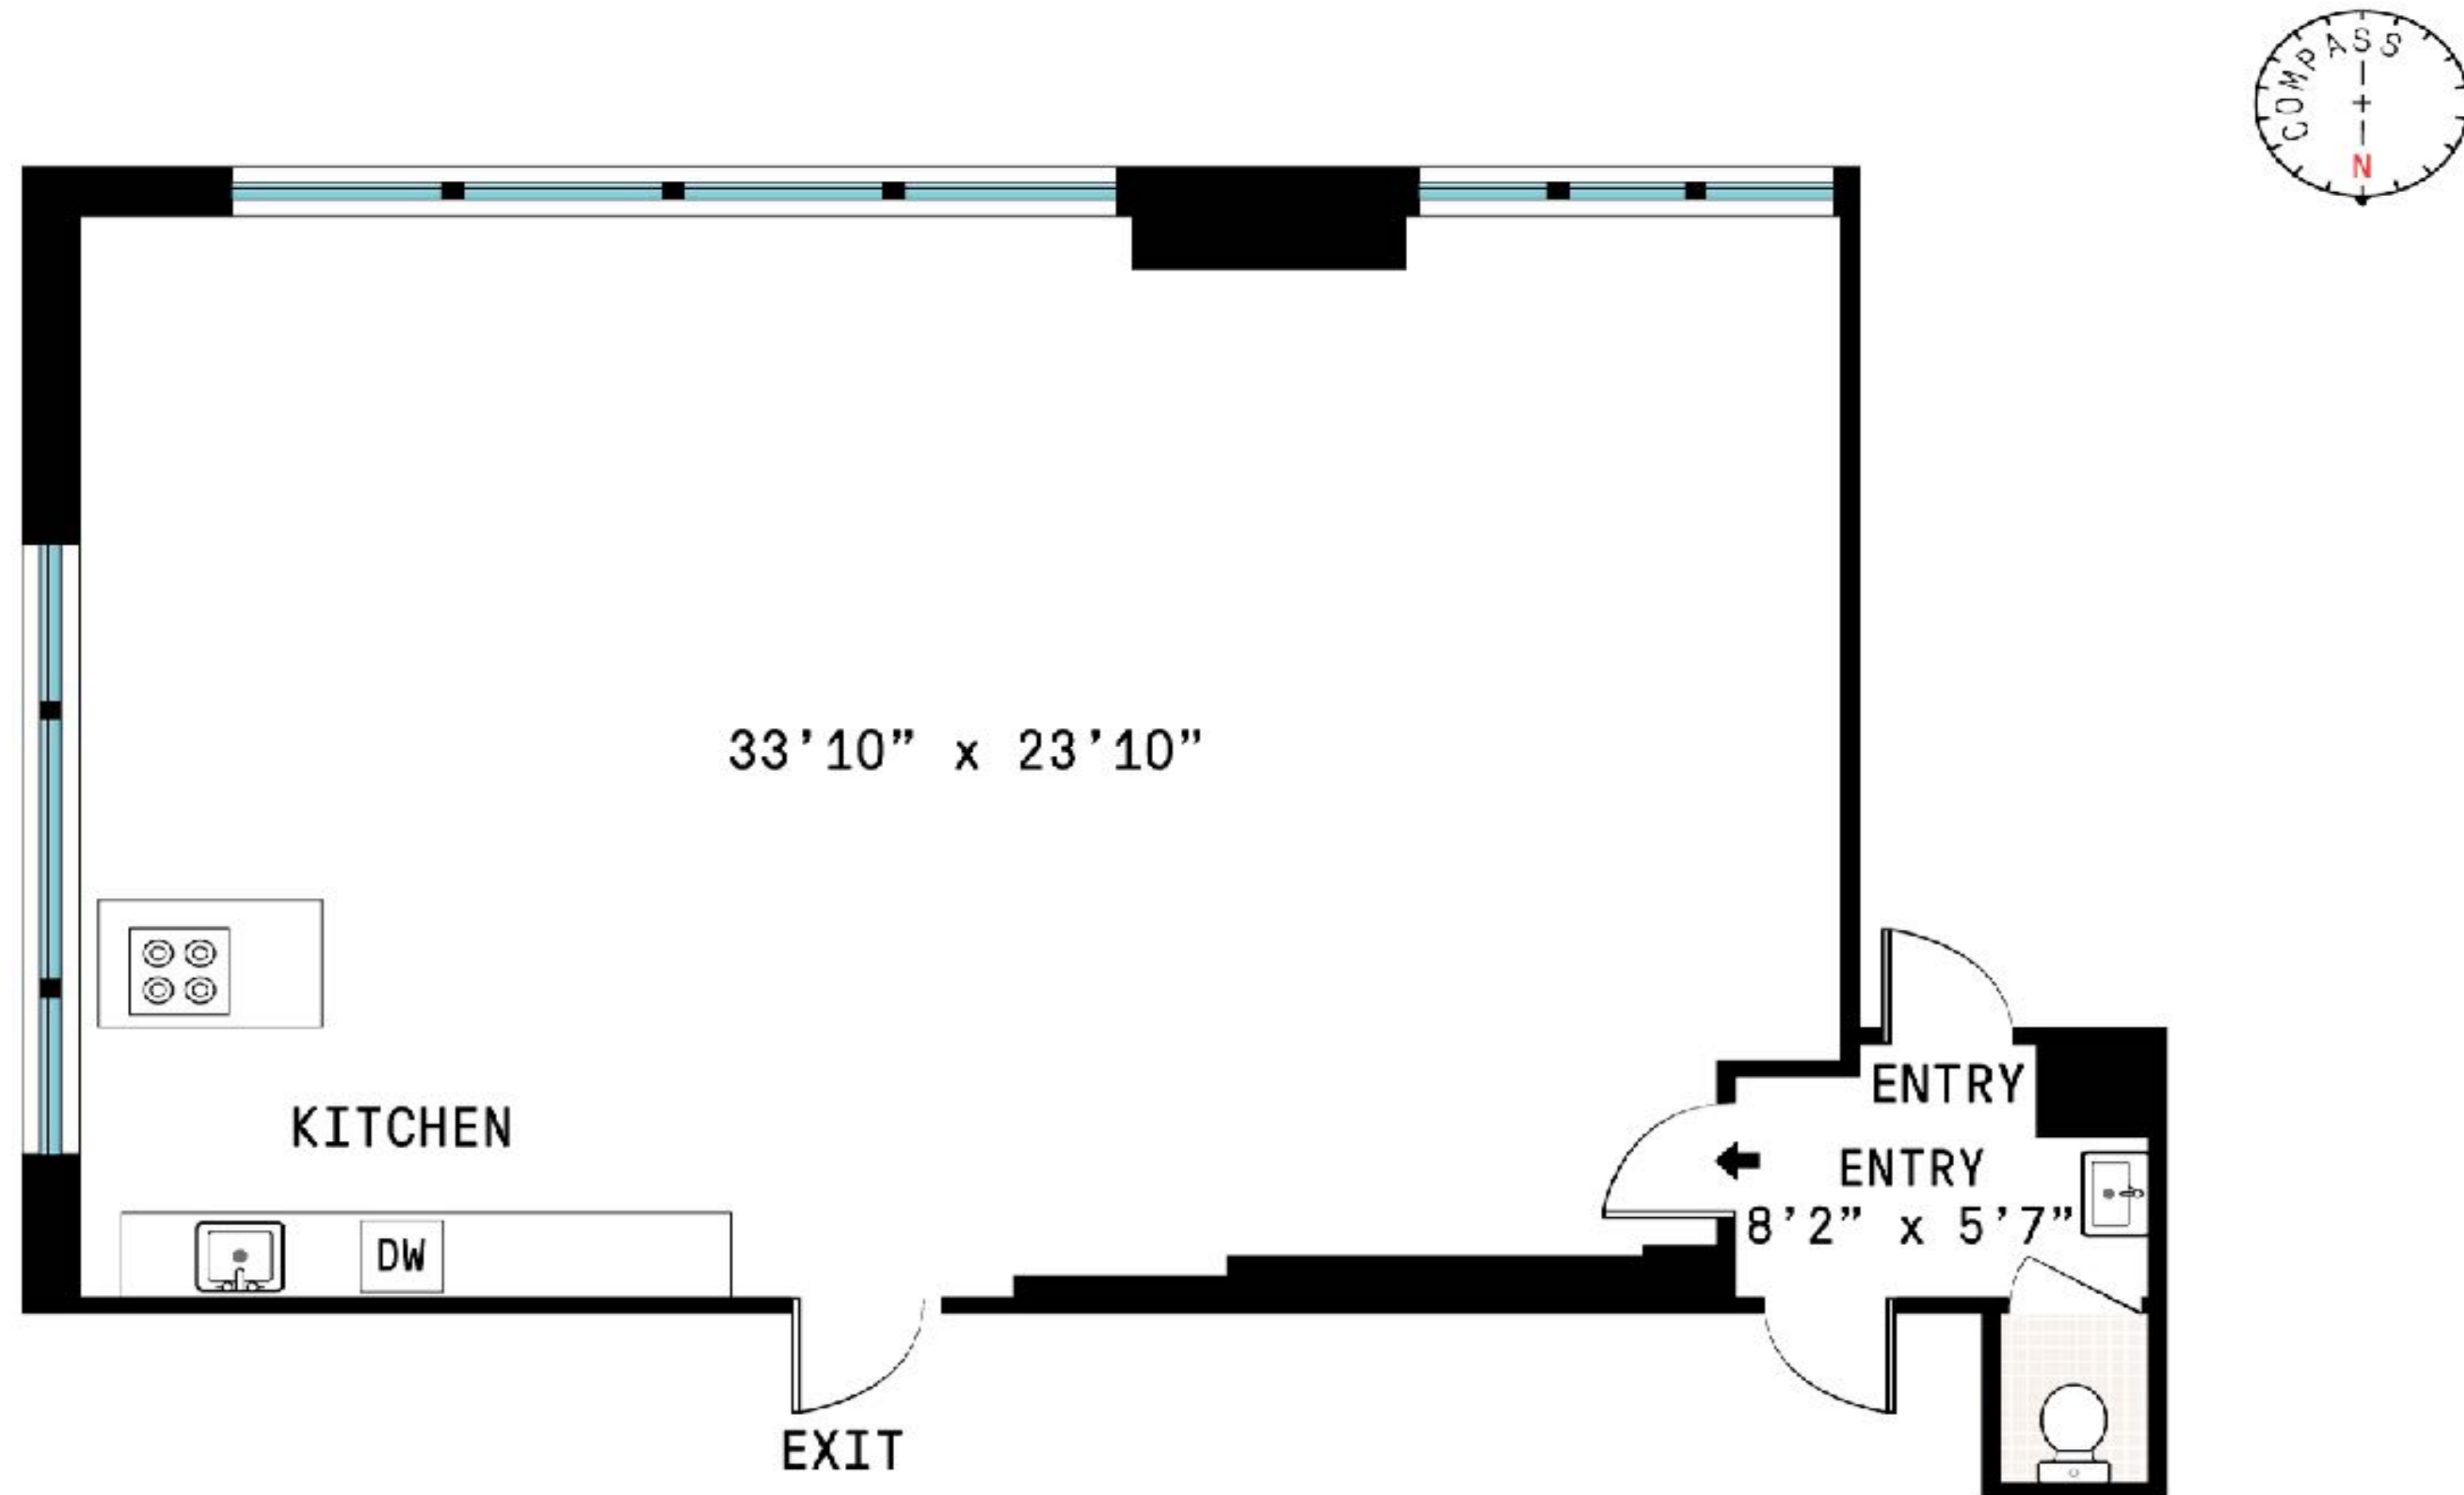 COMPASS
N
33’10” x 23’10”
ENTRY
KITCHEN
ENTRY
8’2” x 5’7”
DW
EXIT